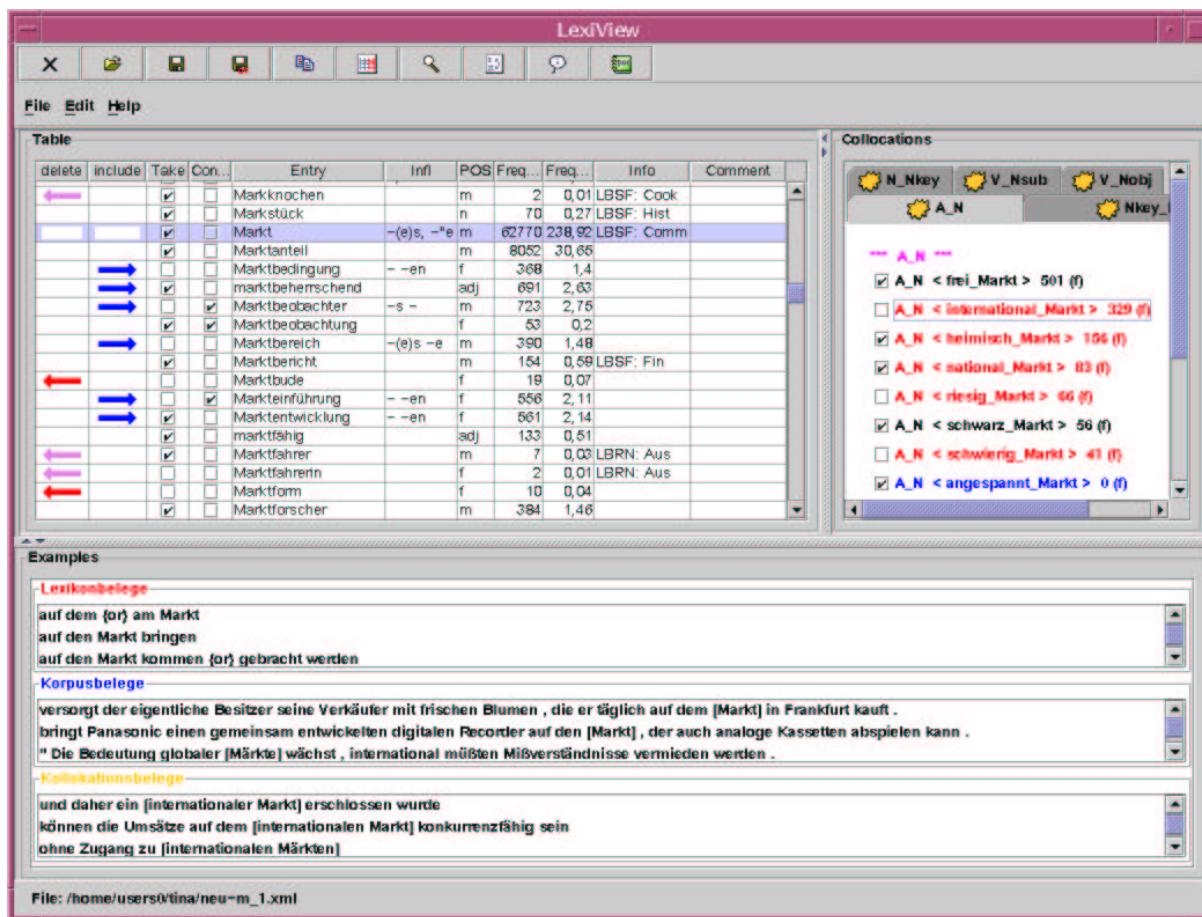 LexiView
File Edit Help
Table
delete include Take Con... Entry Infl POS Freq... Freq... Info Comment
Markknochen m 2 0,01 LBSF: Cook
Markstück n 70 0,27 LBSF: Hist
Markt -(e)s, -"e m 62770 238,92 LBSF: Comm
Marktanteil m 8052 30,65
Marktbedingung - -en f 368 1,4
marktbeherrschend adj 691 2,63
Marktbeobachter -s - m 723 2,75
Marktbeobachtung f 53 0,2
Marktbereich -(e)s -e m 390 1,48
Marktbericht m 154 0,59 LBSF: Fin
Marktbude f 19 0,07
Markteinführung - -en f 556 2,11
Marktentwicklung - -en f 561 2,14
marktfähig adj 133 0,51
Marktfahrer m 7 0,03 LBRN: Aus
Marktfahrerin f 2 0,01 LBRN: Aus
Marktform f 10 0,04
Marktforscher m 384 1,46
Collocations
N_Nkey V_Nsub V_Nobj
A_N Nkey_
*** A_N ***
A_N < frei_Markt > 501 (f)
A_N < international_Markt > 329 (f)
A_N < heimisch_Markt > 156 (f)
A_N < national_Markt > 83 (f)
A_N < riesig_Markt > 66 (f)
A_N < schwarz_Markt > 56 (f)
A_N < schwierig_Markt > 41 (f)
A_N < angespannt_Markt > 0 (f)
Examples
Lexikonbelege
auf dem {or} am Markt
auf den Markt bringen
auf den Markt kommen {or} gebracht werden
Korpusbelege
versorgt der eigentliche Besitzer seine Verkäufer mit frischen Blumen , die er täglich auf dem [Markt] in Frankfurt kauft .
bringt Panasonic einen gemeinsam entwickelten digitalen Recorder auf den [Markt] , der auch analoge Kassetten abspielen kann .
" Die Bedeutung globaler [Märkte] wächst , international müßten Mißverständnisse vermieden werden .
Kollokationsbelege
und daher ein [internationaler Markt] erschlossen wurde
können die Umsätze auf dem [internationalen Markt] konkurrenzfähig sein
ohne Zugang zu [internationalen Märkten]
File: /home/users0/tina/neu-m_1.xml